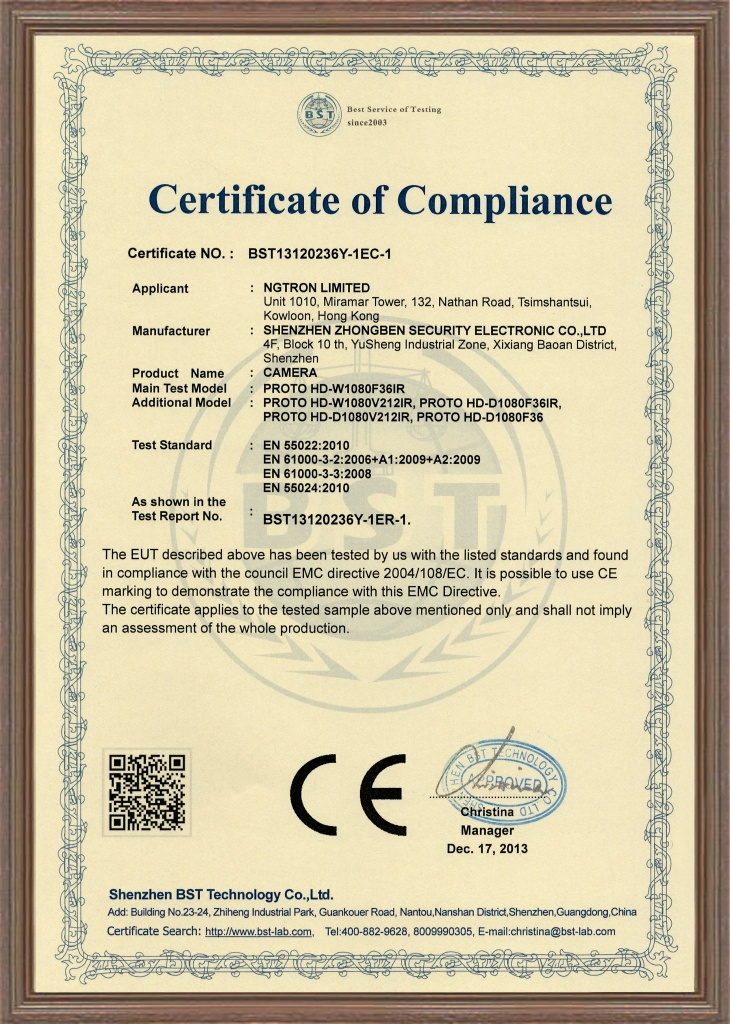 BST
Best Service of Testing
since2003
Certificate of Compliance
Certificate NO. : BST13120236Y-1EC-1
Applicant : NGTRON LIMITED
Unit 1010, Miramar Tower, 132, Nathan Road, Tsimshantsui,
Kowloon, Hong Kong
Manufacturer : SHENZHEN ZHONGBEN SECURITY ELECTRONIC CO.,LTD
4F, Block 10 th, YuSheng Industrial Zone, Xixiang Baoan District,
Shenzhen
Product Name : CAMERA
Main Test Model : PROTO HD-W1080F36IR
Additional Model : PROTO HD-W1080V212IR, PROTO HD-D1080F36IR,
PROTO HD-D1080V212IR, PROTO HD-D1080F36
Test Standard : EN 55022:2010
EN 61000-3-2:2006+A1:2009+A2:2009
EN 61000-3-3:2008
EN 55024:2010
As shown in the
Test Report No. : BST13120236Y-1ER-1.
BST
The EUT described above has been tested by us with the listed standards and found
in compliance with the council EMC directive 2004/108/EC. It is possible to use CE
marking to demonstrate the compliance with this EMC Directive.
The certificate applies to the tested sample above mentioned only and shall not imply
an assessment of the whole production.
CE
SHENZHEN BST TECHNOLOGY CO.,LTD
APPROVED
Christina
Manager
Dec. 17, 2013
Shenzhen BST Technology Co.,Ltd.
Add: Building No.23-24, Zhiheng Industrial Park, Guankouer Road, Nantou,Nanshan District,Shenzhen,Guangdong,China
Certificate Search: http://www.bst-lab.com, Tel:400-882-9628, 8009990305, E-mail:christina@bst-lab.com